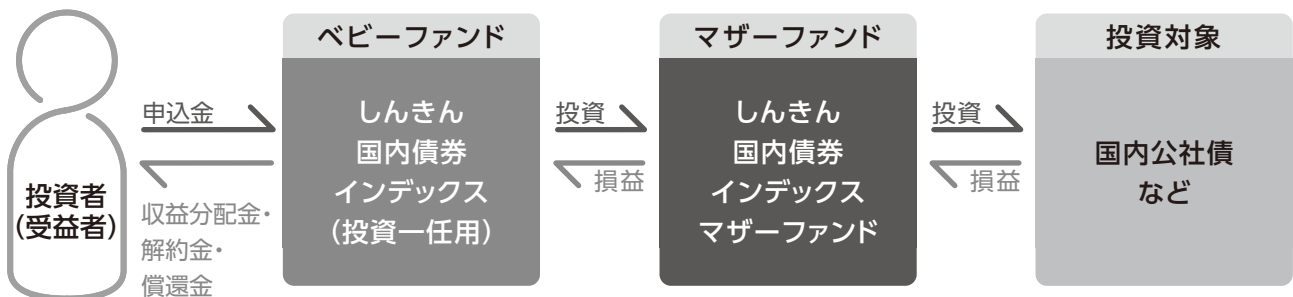 投資者
(受益者)
申込金
収益分配金・
解約金・
償還金
ベビーファンド
しんきん
国内債券
インデックス
(投資一任用)
投資
損益
マザーファンド
しんきん
国内債券
インデックス
マザーファンド
投資
損益
投資対象
国内公社債
など